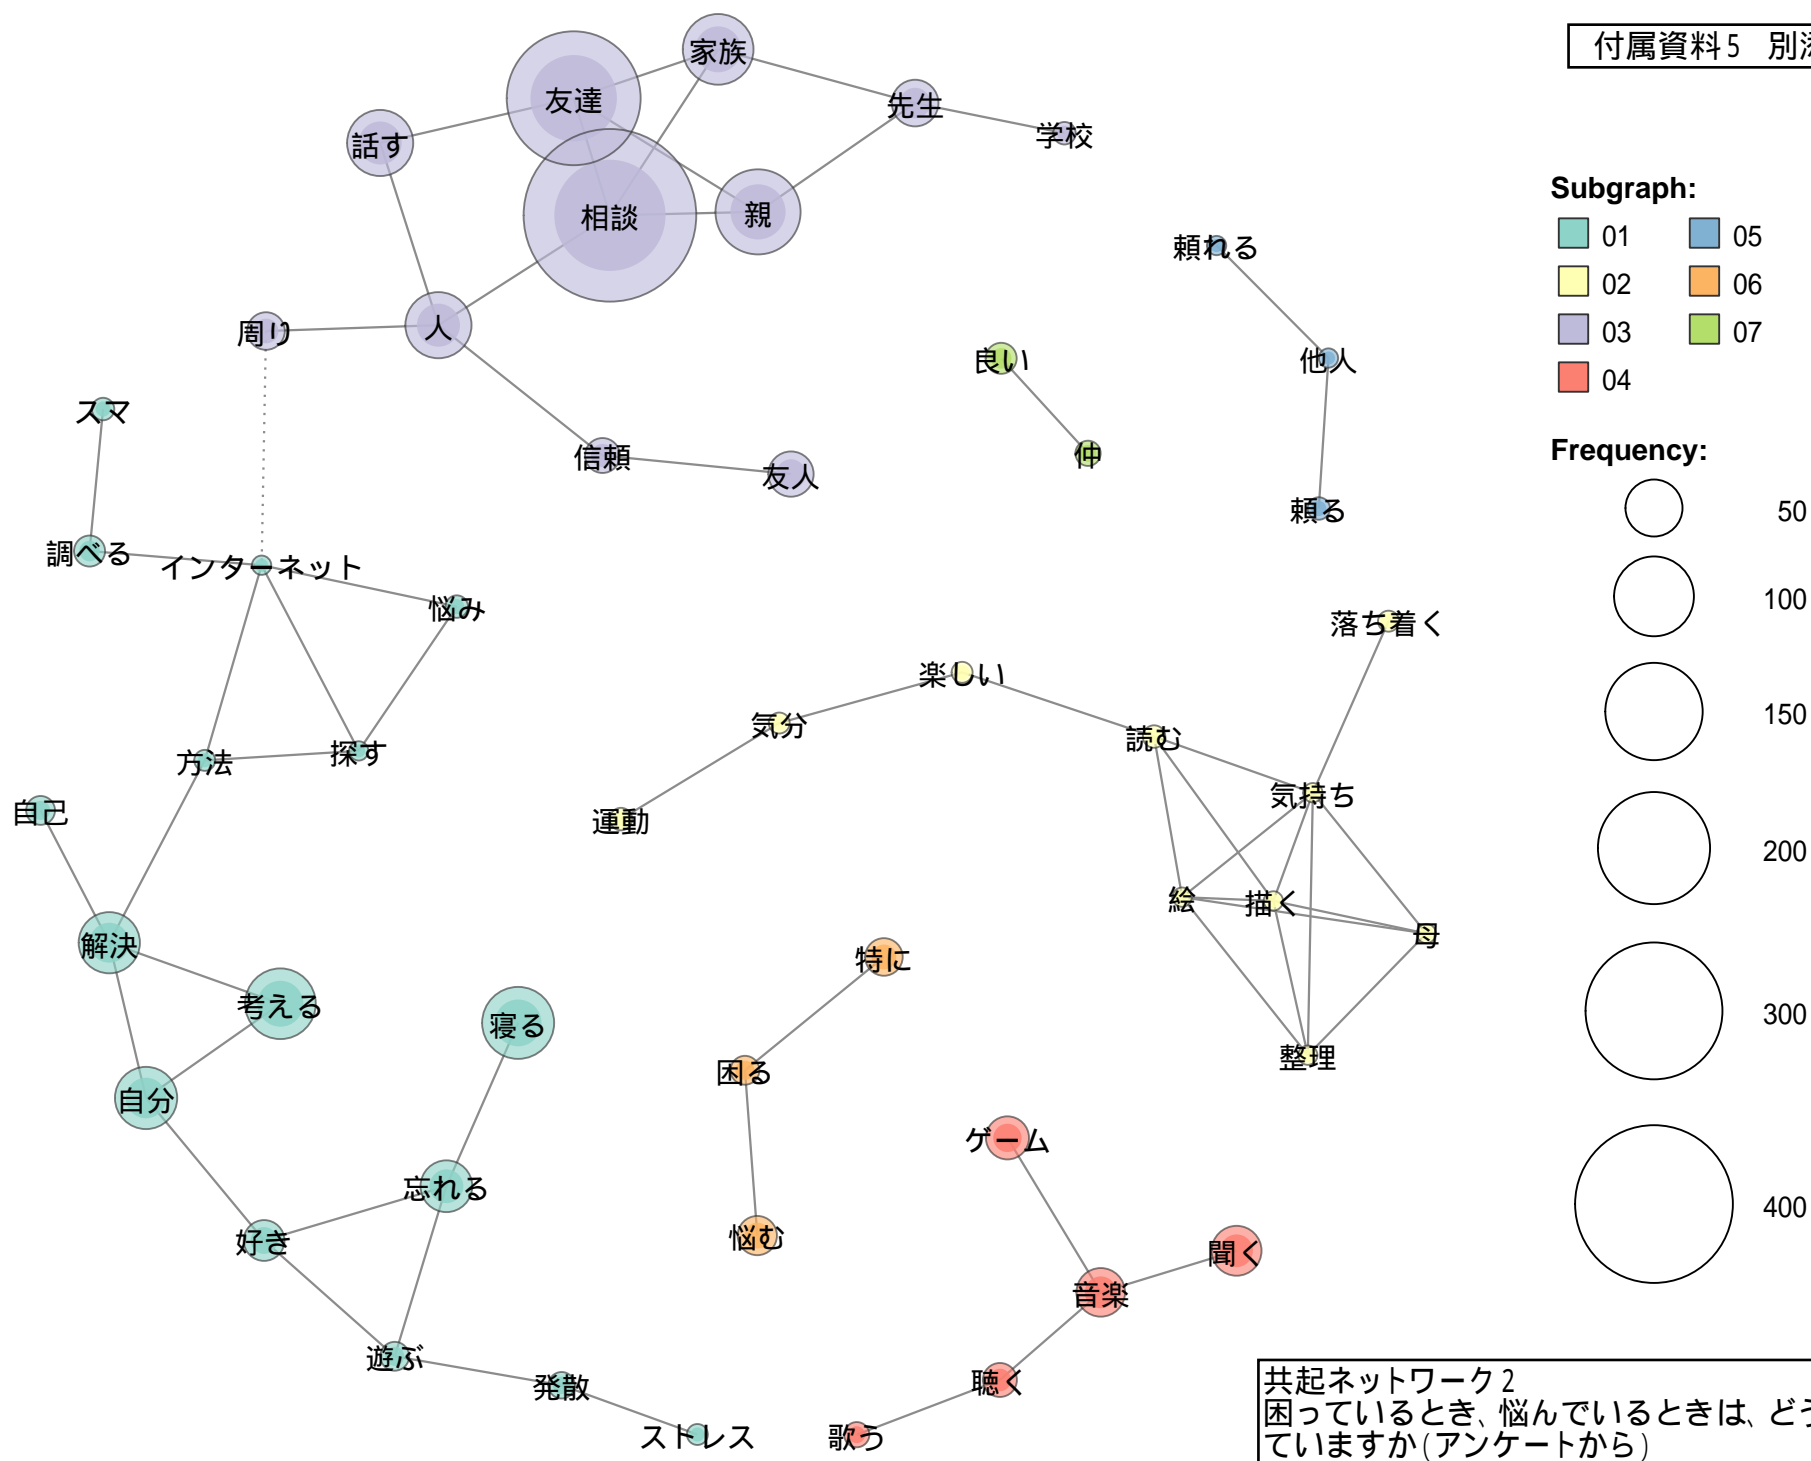 付属資料5 別
家族
友達
先生
学校
話す
相談
親
頼れる
周り
人
良い
他人
スマ
信頼
友人
仲
頼る
調べる
インターネット
悩み
落ち着く
楽しい
気分
読む
方法
探す
気持ち
自己
運動
絵
描く
母
解決
特に
考える
寝る
整理
困る
自分
ゲーム
忘れる
好き
悩む
聞く
音楽
遊ぶ
発散
聴く
ストレス
歌う
Subgraph:
01 05
02 06
03 07
04
Frequency:
50
100
150
200
300
400
共起ネットワーク2
困っているとき、悩んでいるときは、どう
ていますか(アンケートから)